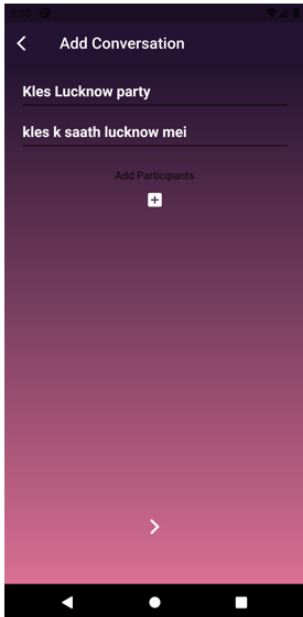 Add Conversation
Kles Lucknow party
kles k saath lucknow mei
Add Participants